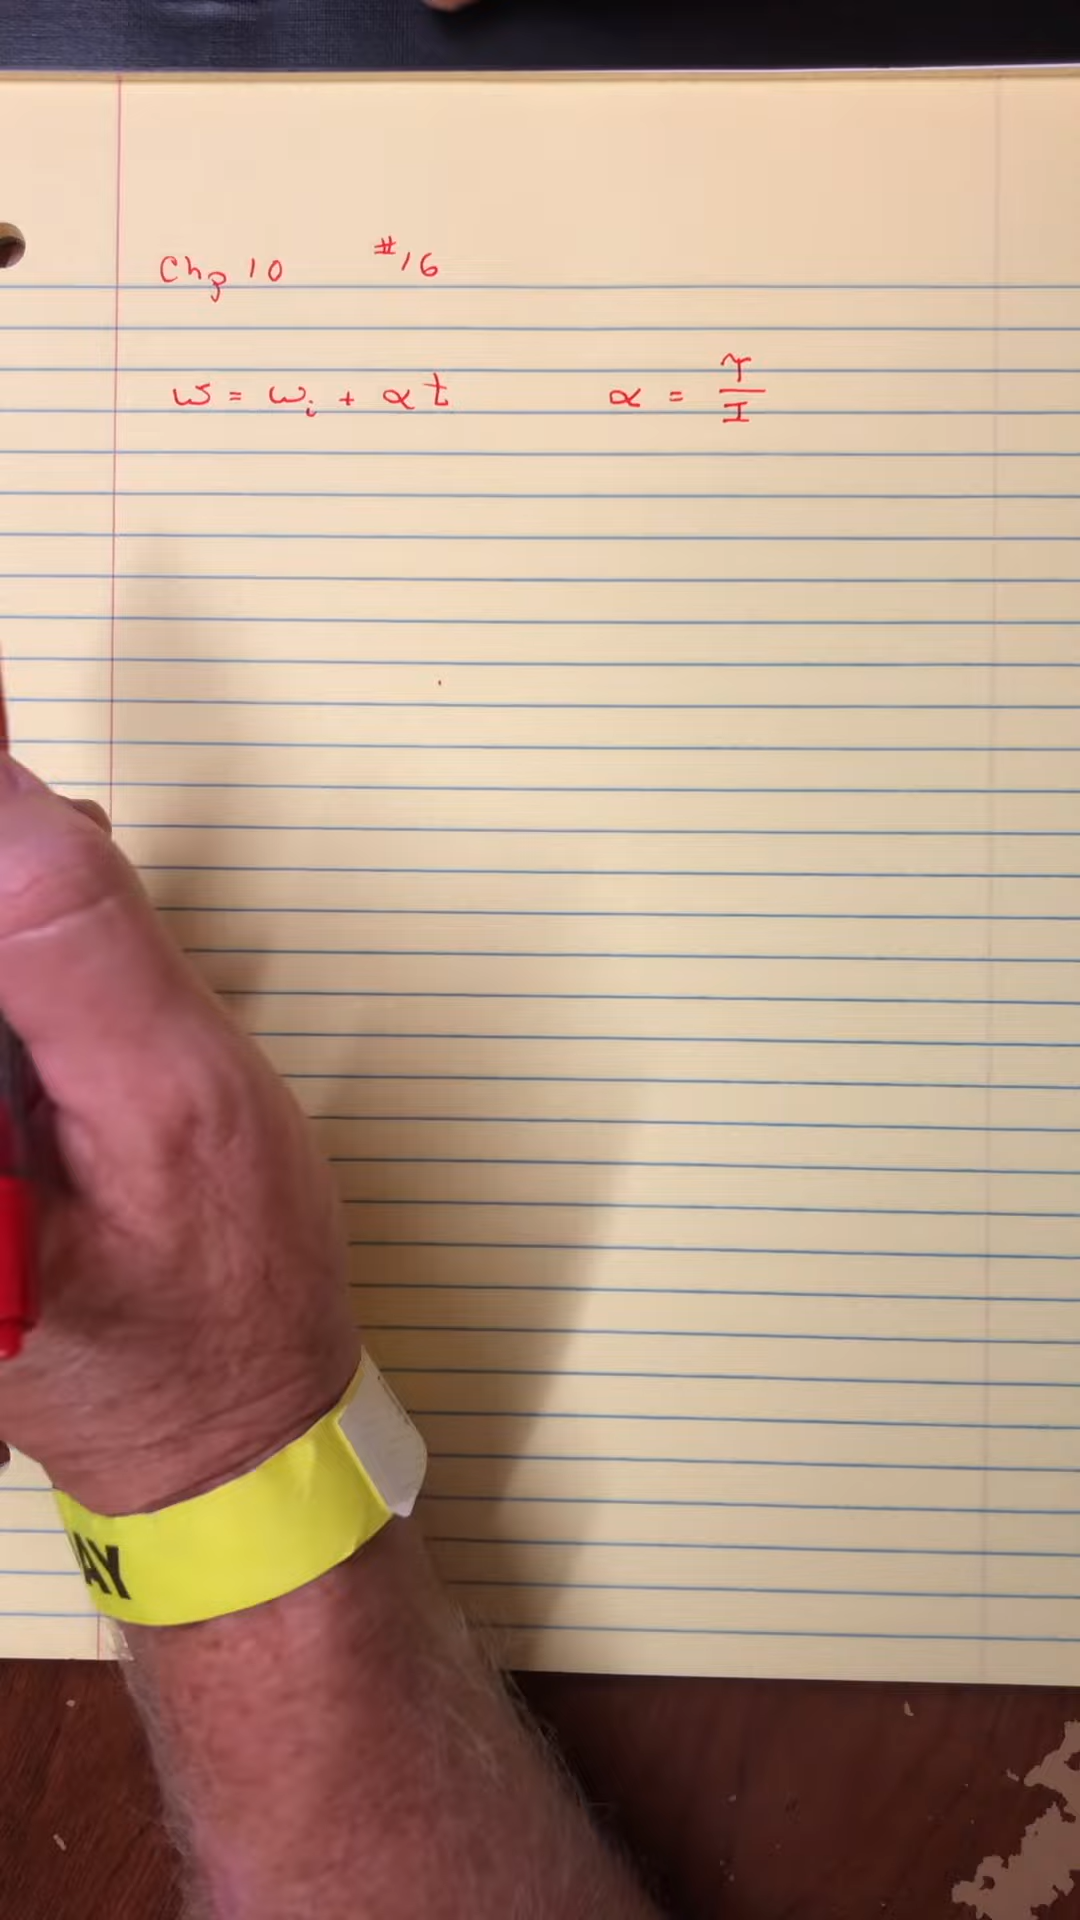 Chp 10 #16
ω = ωi + αt α = τ/I
AY